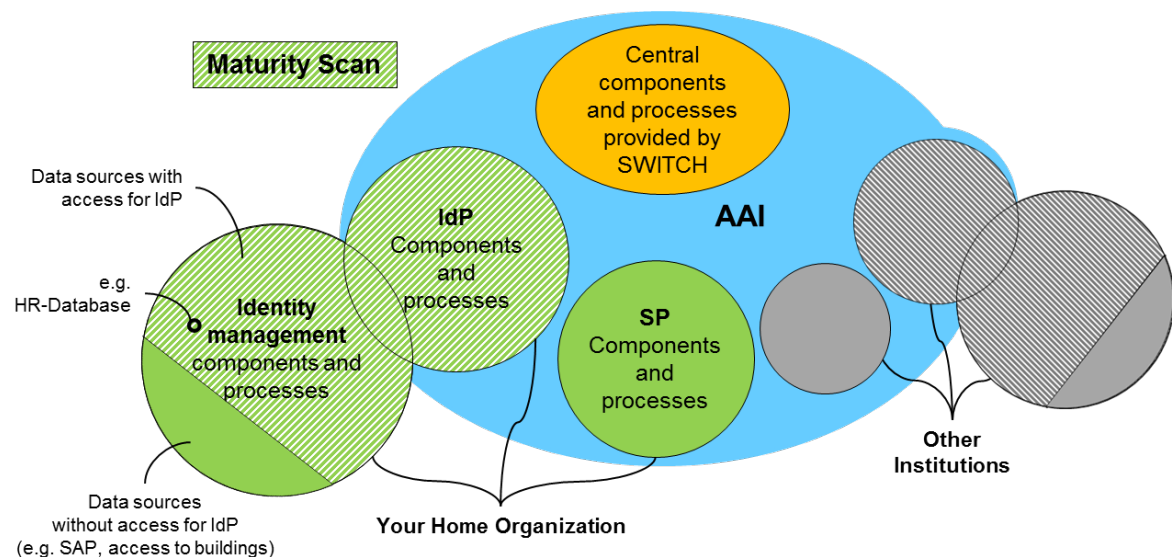 Maturity Scan
Central
components
and processes
provided by
SWITCH
Data sources with
access for IdP
e.g.
HR-Database
IdP
Components
and
processes
AAI
Identity
management
components and
processes
SP
Components
and
processes
Other
Institutions
Data sources
without access for IdP
(e.g. SAP, access to buildings)
Your Home Organization